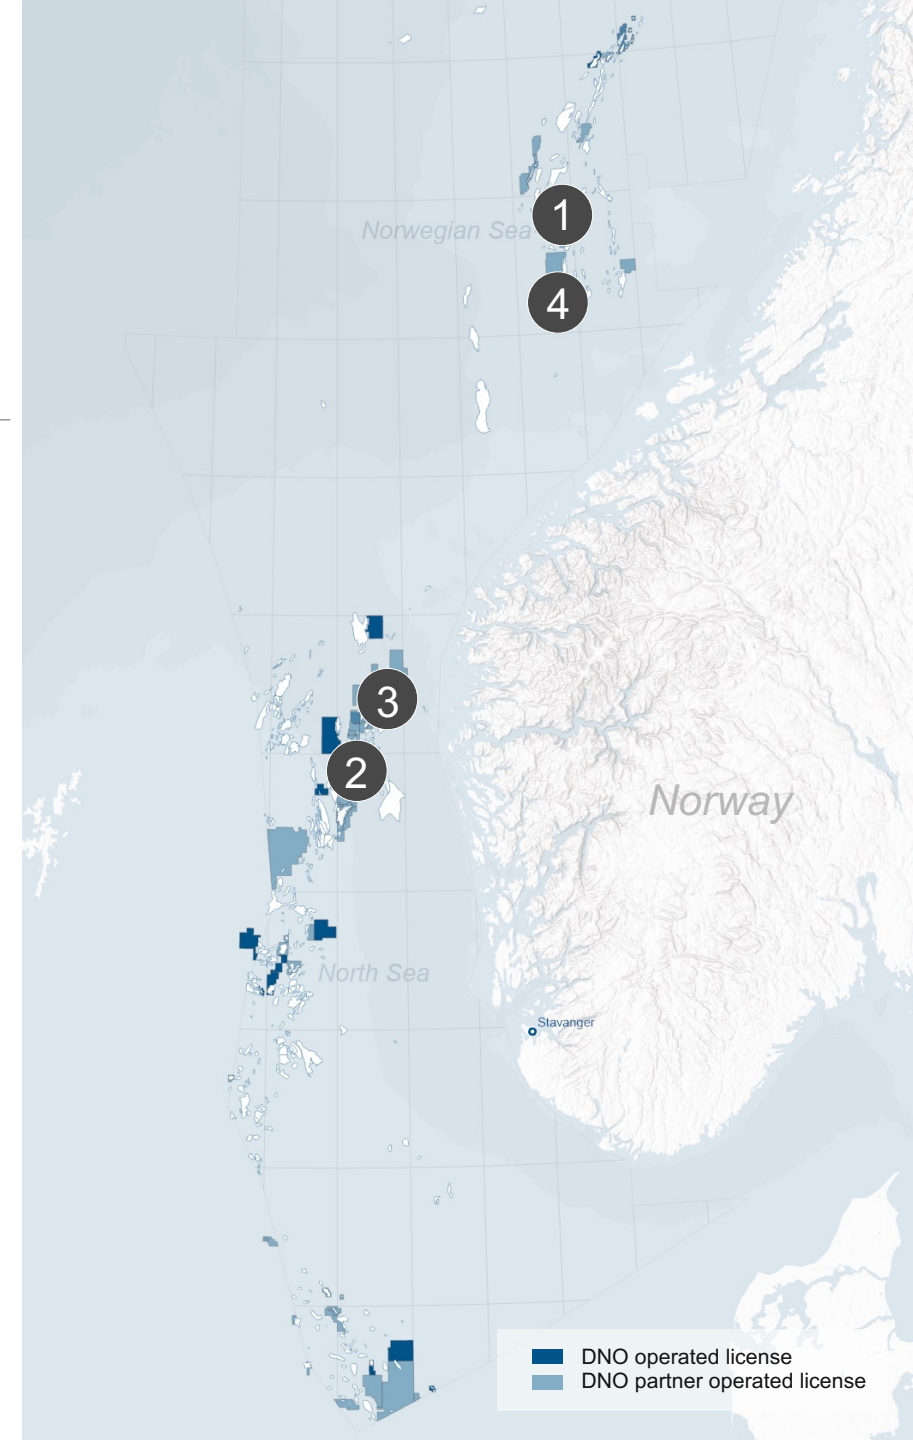 1
Norwegian Sea
4
3
2
Norway
North Sea
Stavanger
DNO operated license
DNO partner operated license